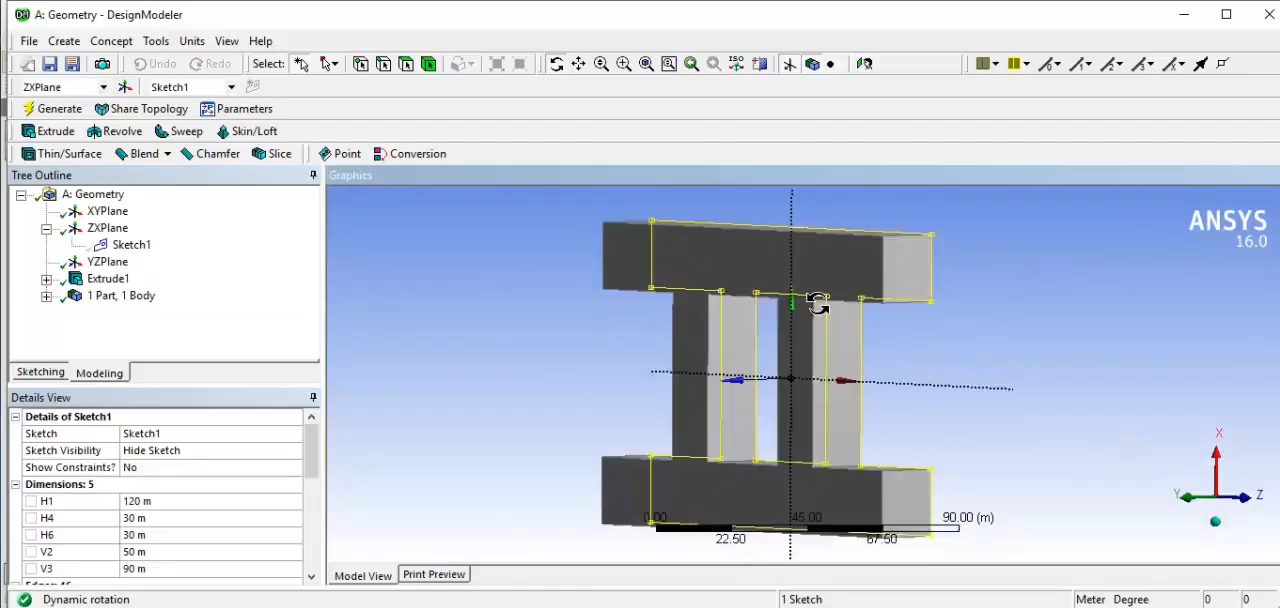 A: Geometry - DesignModeler
File Create Concept Tools Units View Help
Undo Redo Select: ISO
ZXPlane Sketch1
Generate Share Topology Parameters
Extrude Revolve Sweep Skin/Loft
Thin/Surface Blend Chamfer Slice Point Conversion
Tree Outline
A: Geometry
XYPlane
ZXPlane
Sketch1
YZPlane
Extrude1
1 Part, 1 Body
Sketching Modeling
Details View
Details of Sketch1
Sketch Sketch1
Sketch Visibility Hide Sketch
Show Constraints? No
Dimensions: 5
H1 120 m
H4 30 m
H6 30 m
V2 50 m
V3 90 m
Graphics
ANSYS
16.0
X
Y Z
0.00 45.00 90.00 (m)
22.50 67.50
Model View Print Preview
Dynamic rotation 1 Sketch Meter Degree 0 0